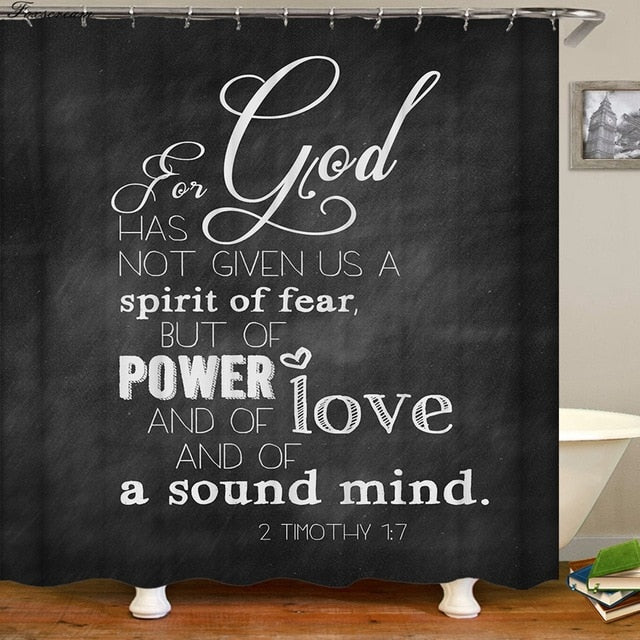 Freescreann
For God
HAS
NOT GIVEN US A
spirit of fear,
BUT OF
POWER
AND OF love
AND OF
a sound mind.
2 TIMOTHY 1:7